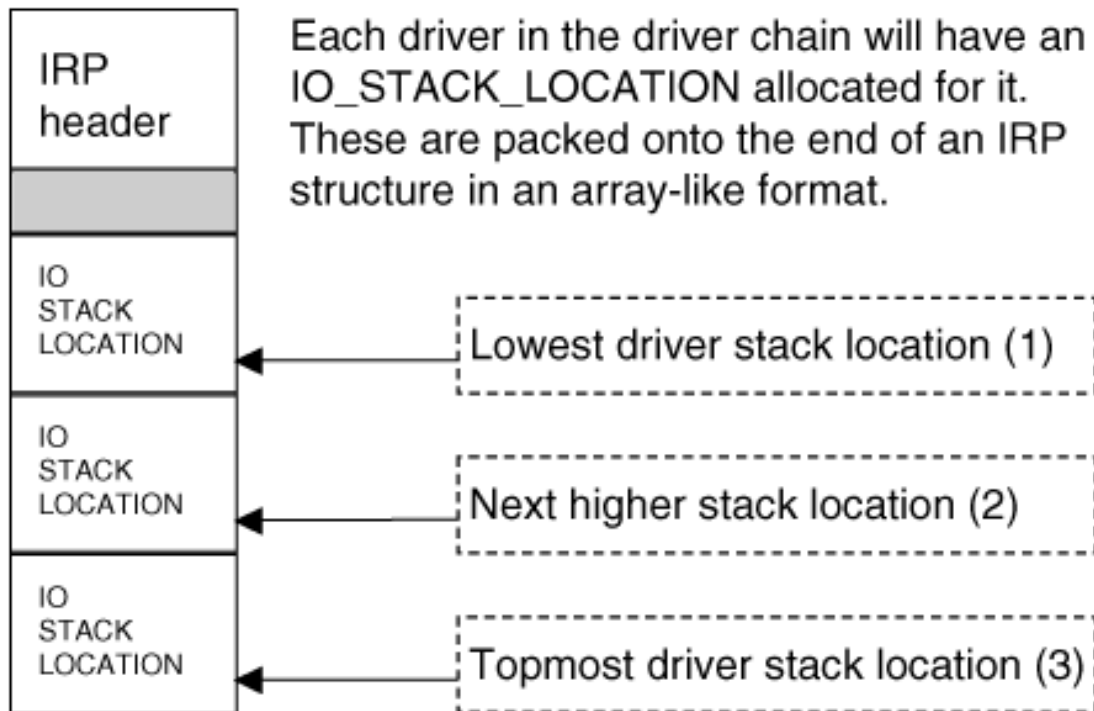 IRP
header
Each driver in the driver chain will have an
IO_STACK_LOCATION allocated for it.
These are packed onto the end of an IRP
structure in an array-like format.
IO
STACK
LOCATION
Lowest driver stack location (1)
IO
STACK
LOCATION
Next higher stack location (2)
IO
STACK
LOCATION
Topmost driver stack location (3)